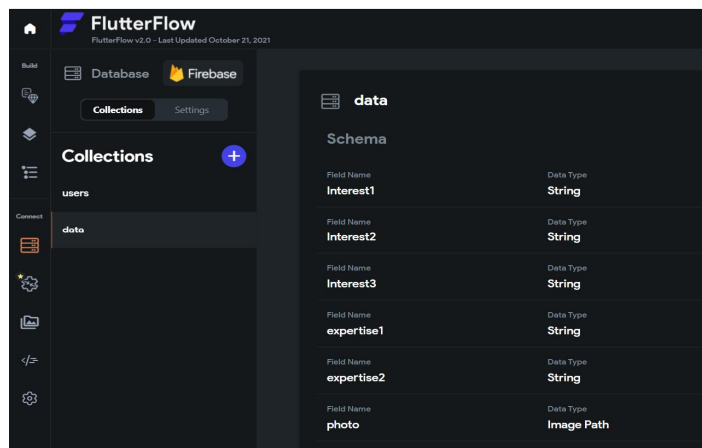 FlutterFlow
FlutterFlow v2.0 - Last Updated October 21, 2021
Build
Database
Firebase
Collections
Settings
Collections
+
users
Connect
data
data
Schema
Field Name
Data Type
Interest1
String
Field Name
Data Type
Interest2
String
Field Name
Data Type
Interest3
String
Field Name
Data Type
expertise1
String
Field Name
Data Type
expertise2
String
Field Name
Data Type
photo
Image Path